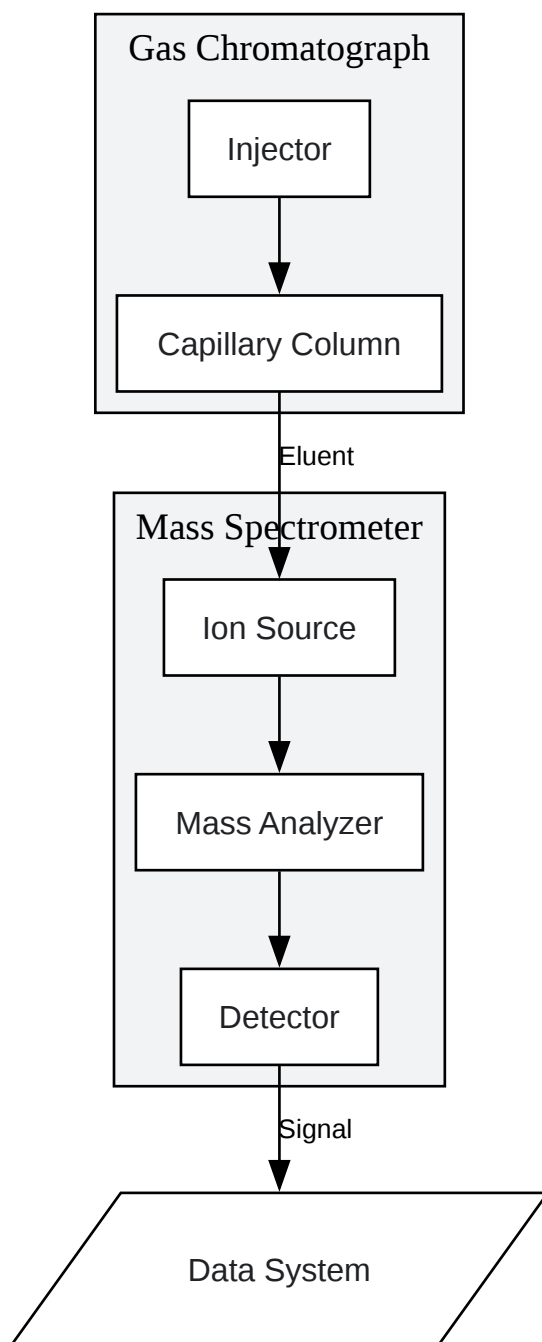 Gas Chromatograph
Injector
Capillary Column
Eluent
Mass Spectrometer
Ion Source
Mass Analyzer
Detector
Signal
Data System